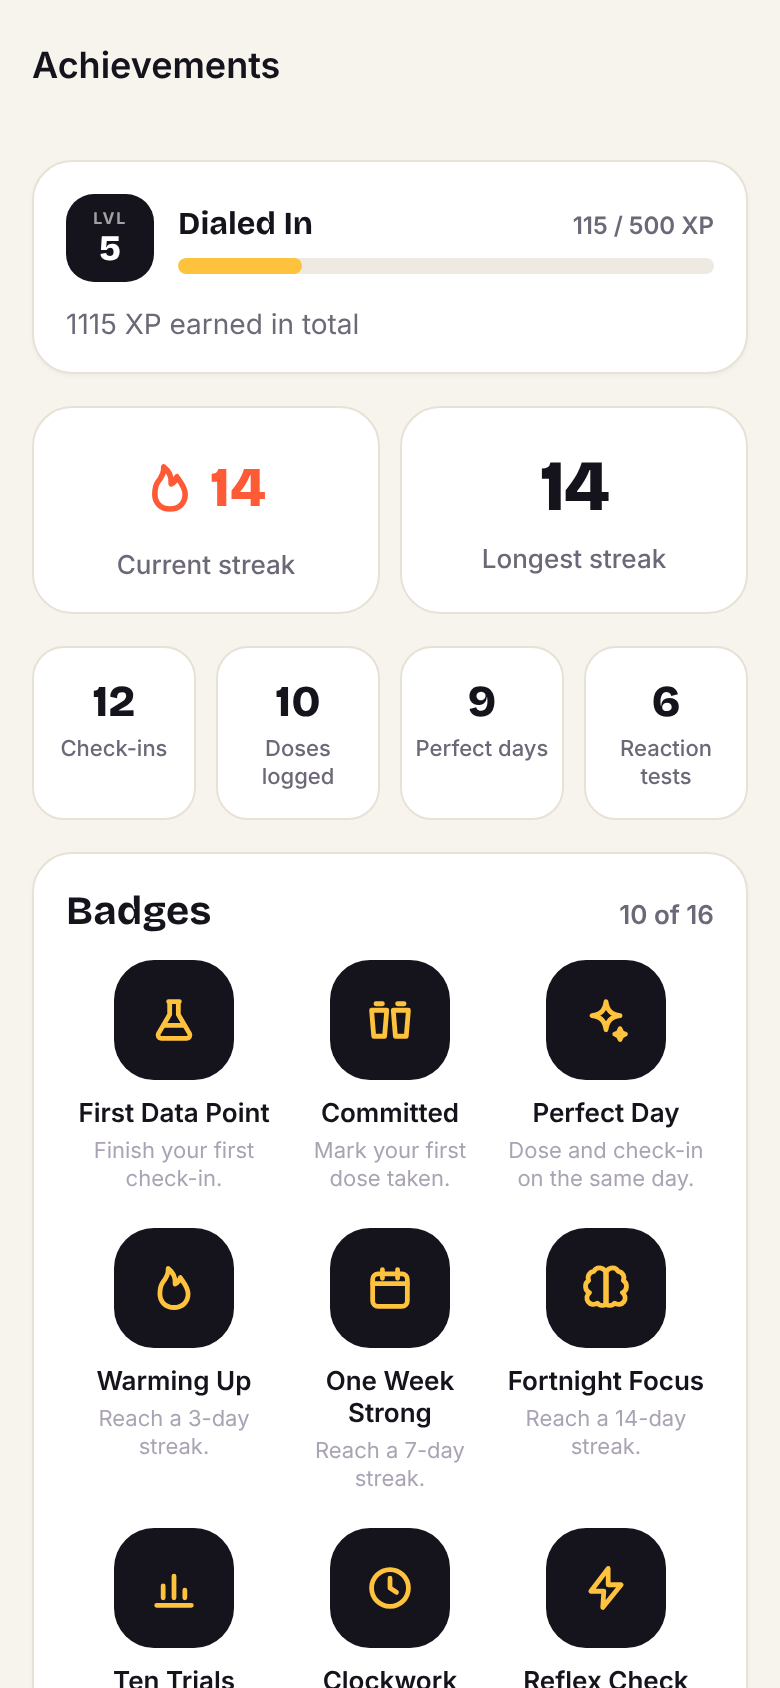 Achievements
LVL
5
Dialed In
115 / 500 XP
1115 XP earned in total
14
Current streak
14
Longest streak
12
Check-ins
10
Doses
logged
9
Perfect days
6
Reaction
tests
Badges
10 of 16
First Data Point
Finish your first
check-in.
Committed
Mark your first
dose taken.
Perfect Day
Dose and check-in
on the same day.
Warming Up
Reach a 3-day
streak.
One Week
Strong
Reach a 7-day
streak.
Fortnight Focus
Reach a 14-day
streak.
Ten Trials
Clockwork
Reflex Check